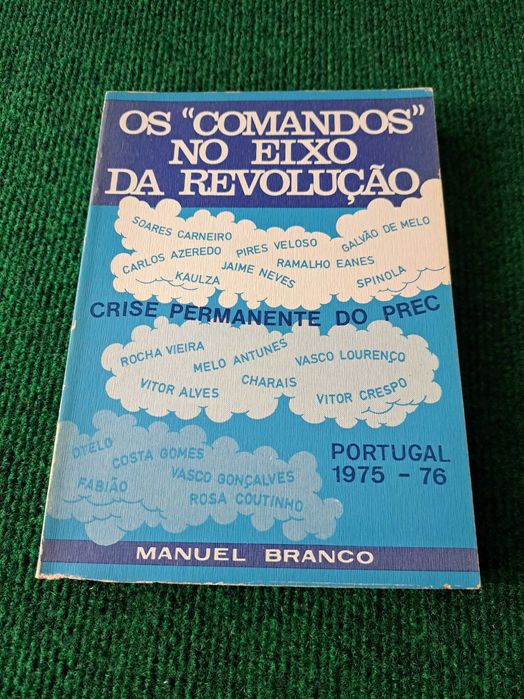 OS "COMANDOS"
NO EIXO
DA REVOLUÇÃO
SOARES CARNEIRO
PIRES VELOSO
GALVÃO DE MELO
CARLOS AZEREDO
JAIME NEVES
RAMALHO EANES
KAULZA
SPINOLA
CRISE PERMANENTE DO PREC
ROCHA VIEIRA
MELO ANTUNES
VASCO LOURENÇO
VITOR ALVES
CHARAIS
VITOR CRESPO
OTELO
COSTA GOMES
FABIÃO
VASCO GONÇALVES
ROSA COUTINHO
PORTUGAL
1975 - 76
MANUEL BRANCO